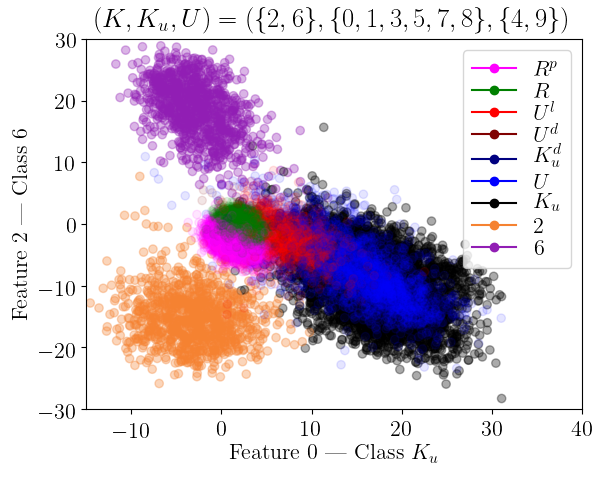 (K, K_u, U) = ({2, 6}, {0, 1, 3, 5, 7, 8}, {4, 9})
30
20
10
0
−10
−20
−30
Feature 2 — Class 6
R^p
R
U^l
U^d
K_u^d
U
K_u
2
6
−10
0
10
20
30
40
Feature 0 — Class K_u